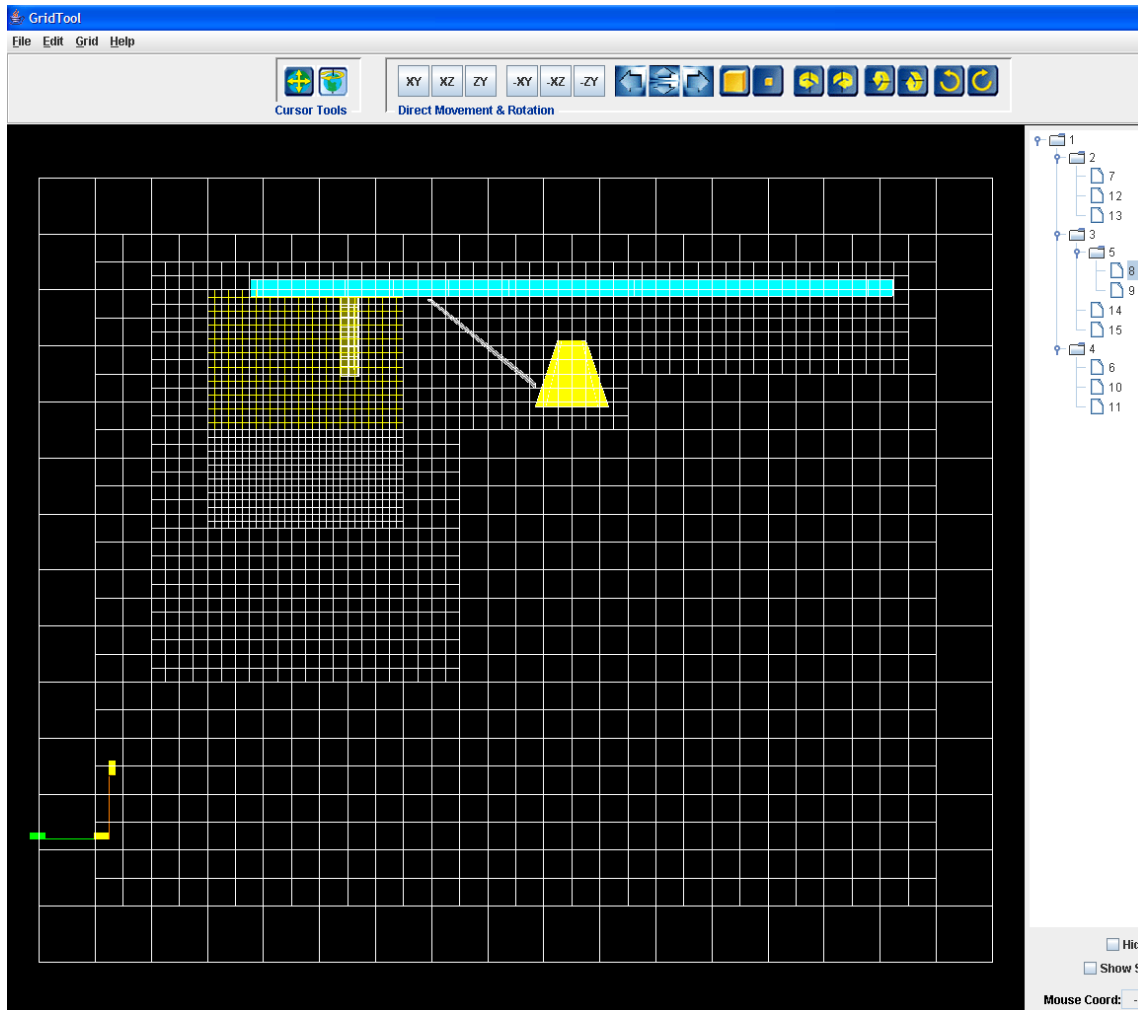 GridTool
File Edit Grid Help
XY XZ ZY -XY -XZ -ZY
Cursor Tools Direct Movement & Rotation
1
2
7
12
13
3
5
8
9
14
15
4
6
10
11
Hic
Show S
Mouse Coord: -